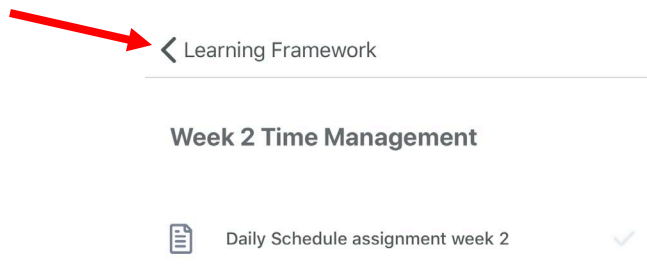 Learning Framework
Week 2 Time Management
Daily Schedule assignment week 2